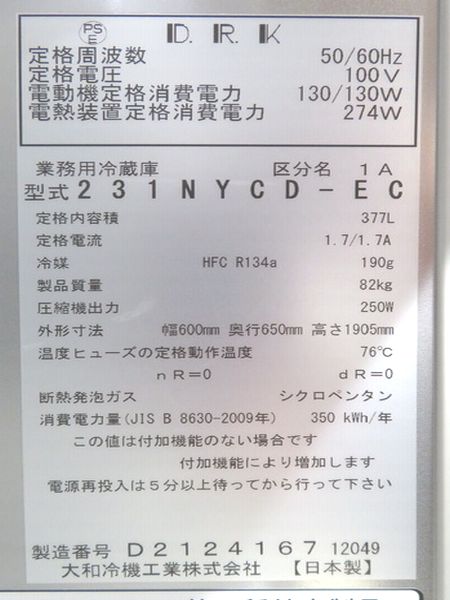 PS
E
D. R. K
定格周波数 50/60Hz
定格電圧 100V
電動機定格消費電力 130/130W
電熱装置定格消費電力 274W
業務用冷蔵庫 区分名 1A
型式 231NYCD-EC
定格内容積 377L
定格電流 1.7/1.7A
冷媒 HFC R134a 190g
製品質量 82kg
圧縮機出力 250W
外形寸法 幅600mm 奥行650mm 高さ1905mm
温度ヒューズの定格動作温度 76℃
nR=0 dR=0
断熱発泡ガス シクロペンタン
消費電力量(JIS B 8630-2009年) 350 kWh/年
この値は付加機能のない場合です
付加機能により増加します
電源再投入は5分以上待ってから行って下さい
製造番号 D2124167 12049
大和冷機工業株式会社 【日本製】